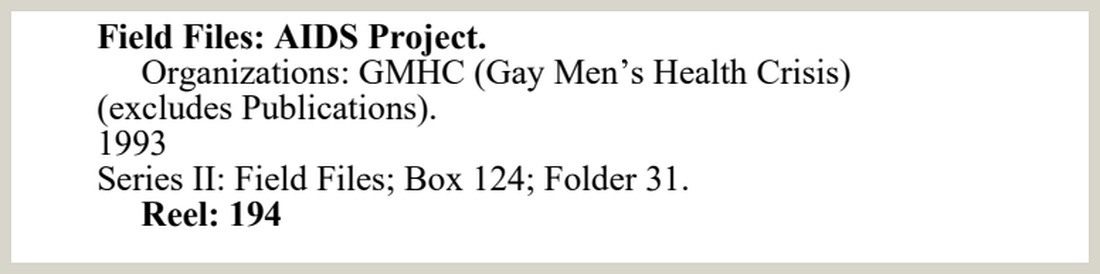 Field Files: AIDS Project.
Organizations: GMHC (Gay Men’s Health Crisis)
(excludes Publications).
1993
Series II: Field Files; Box 124; Folder 31.
Reel: 194